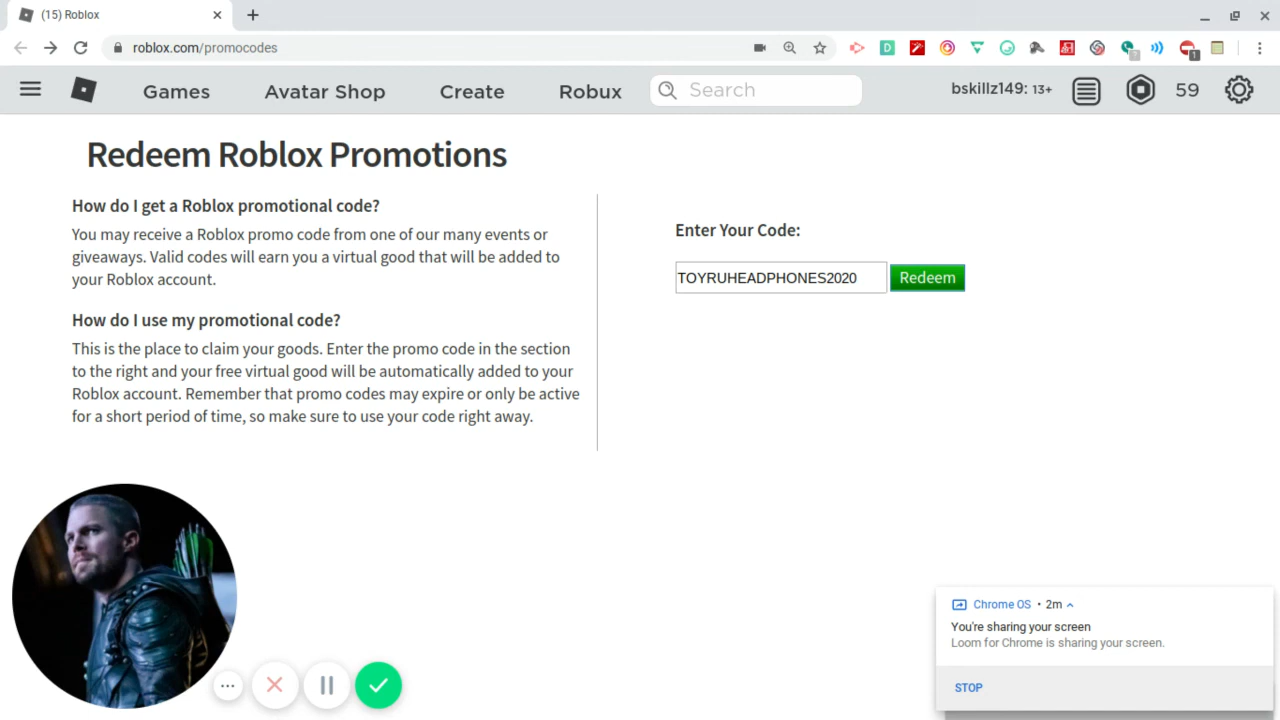 (15) Roblox
roblox.com/promocodes
1
Games
Avatar Shop
Create
Robux
Search
bskillz149: 13+
59
Redeem Roblox Promotions
How do I get a Roblox promotional code?
You may receive a Roblox promo code from one of our many events or
giveaways. Valid codes will earn you a virtual good that will be added to
your Roblox account.
How do I use my promotional code?
This is the place to claim your goods. Enter the promo code in the section
to the right and your free virtual good will be automatically added to your
Roblox account. Remember that promo codes may expire or only be active
for a short period of time, so make sure to use your code right away.
Enter Your Code:
TOYRUHEADPHONES2020
Redeem
Chrome OS • 2m
You're sharing your screen
Loom for Chrome is sharing your screen.
STOP